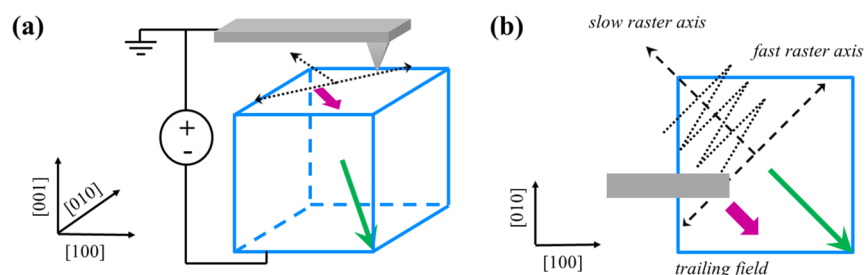 (a)
+
-
[001]
[010]
[100]
(b)
slow raster axis
fast raster axis
[010]
[100]
trailing field